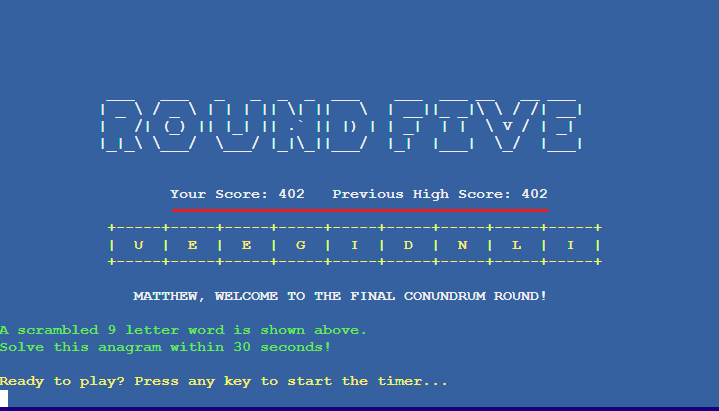 ROUND FIVE
Your Score: 402   Previous High Score: 402
+-----+-----+-----+-----+-----+-----+-----+-----+-----+
|  U  |  E  |  E  |  G  |  I  |  D  |  N  |  L  |  I  |
+-----+-----+-----+-----+-----+-----+-----+-----+-----+
MATTHEW, WELCOME TO THE FINAL CONUNDRUM ROUND!
A scrambled 9 letter word is shown above.
Solve this anagram within 30 seconds!
Ready to play? Press any key to start the timer...